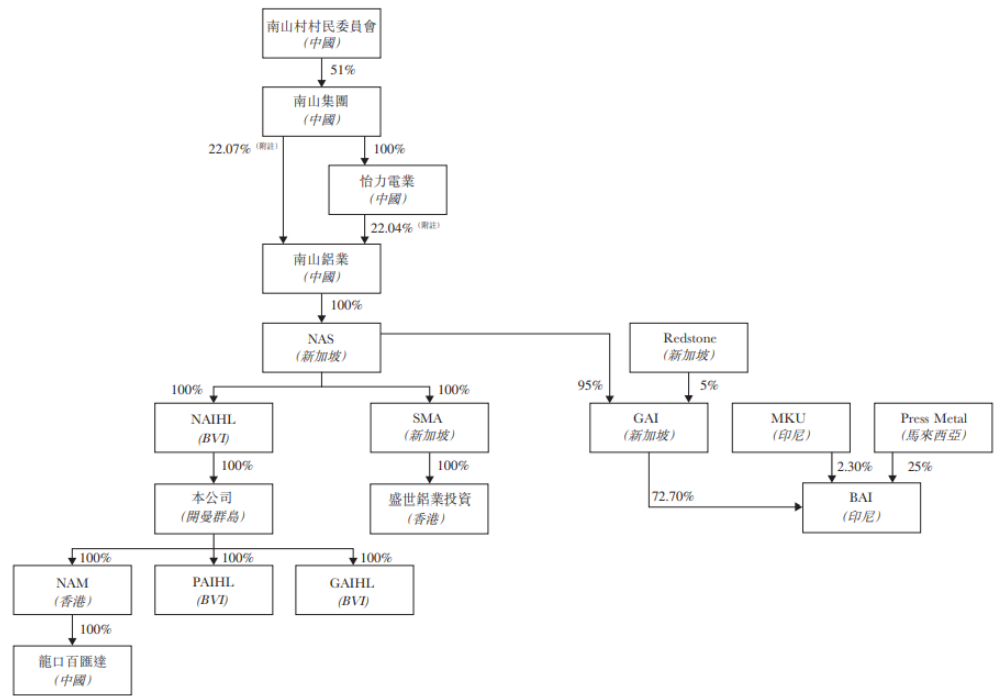 南山村村民委員會
(中國)
51%
南山集團
(中國)
22.07% (附註)
100%
怡力電業
(中國)
22.04% (附註)
南山鋁業
(中國)
100%
NAS
(新加坡)
Redstone
(新加坡)
100%
100%
95%
5%
NAIHL
(BVI)
SMA
(新加坡)
GAI
(新加坡)
MKU
(印尼)
Press Metal
(馬來西亞)
100%
100%
2.30%
25%
本公司
(開曼群島)
盛世鋁業投資
(香港)
72.70%
BAI
(印尼)
100%
100%
100%
NAM
(香港)
PAIHL
(BVI)
GAIHL
(BVI)
100%
龍口百匯達
(中國)